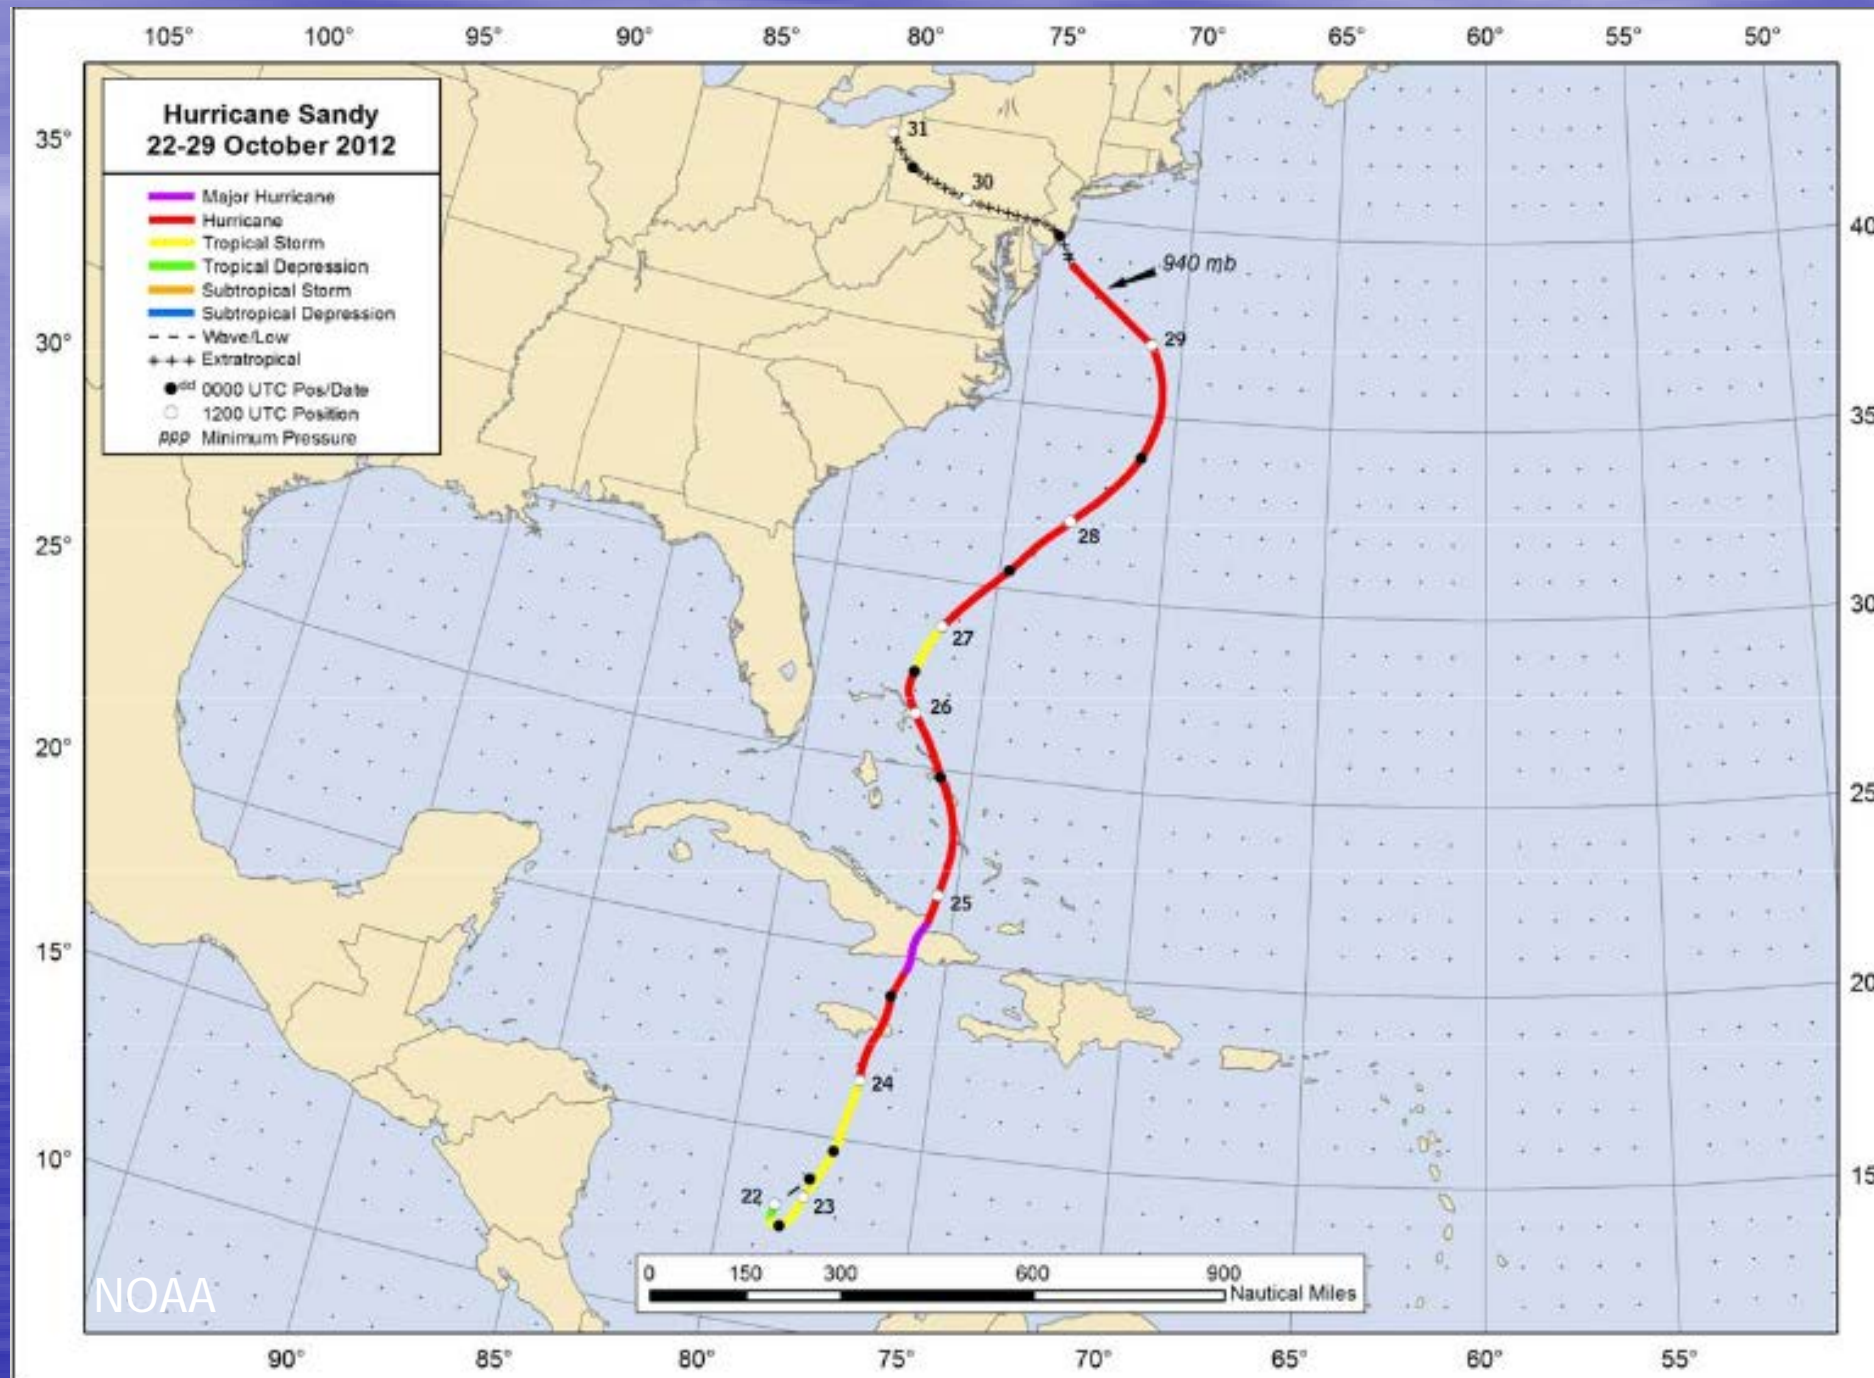 105° 100° 95° 90° 85° 80° 75° 70° 65° 60° 55° 50°
Hurricane Sandy
22-29 October 2012
Major Hurricane
Hurricane
Tropical Storm
Tropical Depression
Subtropical Storm
Subtropical Depression
Wave/Low
+++ Extratropical
dd 0000 UTC Pos/Date
1200 UTC Position
ppp Minimum Pressure
35°
30°
25°
20°
15°
10°
31
30
940 mb
29
28
27
26
25
24
23
22
40
35
30
25
20
15
0 150 300 600 900
Nautical Miles
NOAA
90° 85° 80° 75° 70° 65° 60° 55°